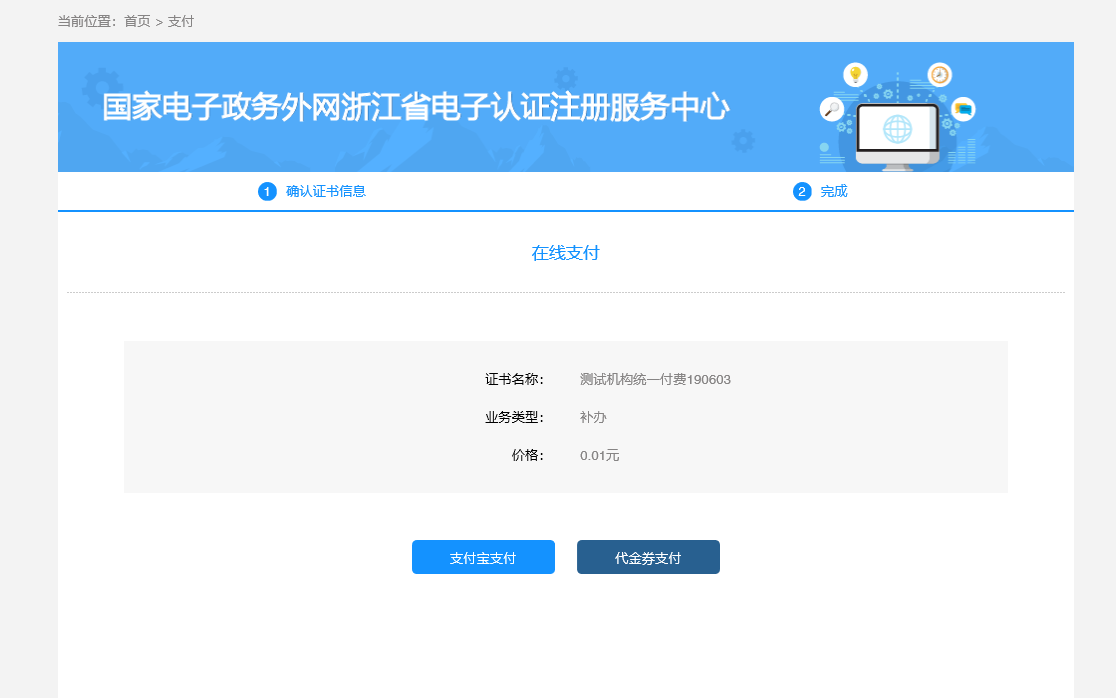 当前位置：首页 > 支付
国家电子政务外网浙江省电子认证注册服务中心
1 确认证书信息 2 完成
在线支付
证书名称： 测试机构统一付费190603
业务类型： 补办
价格： 0.01元
支付宝支付 代金券支付